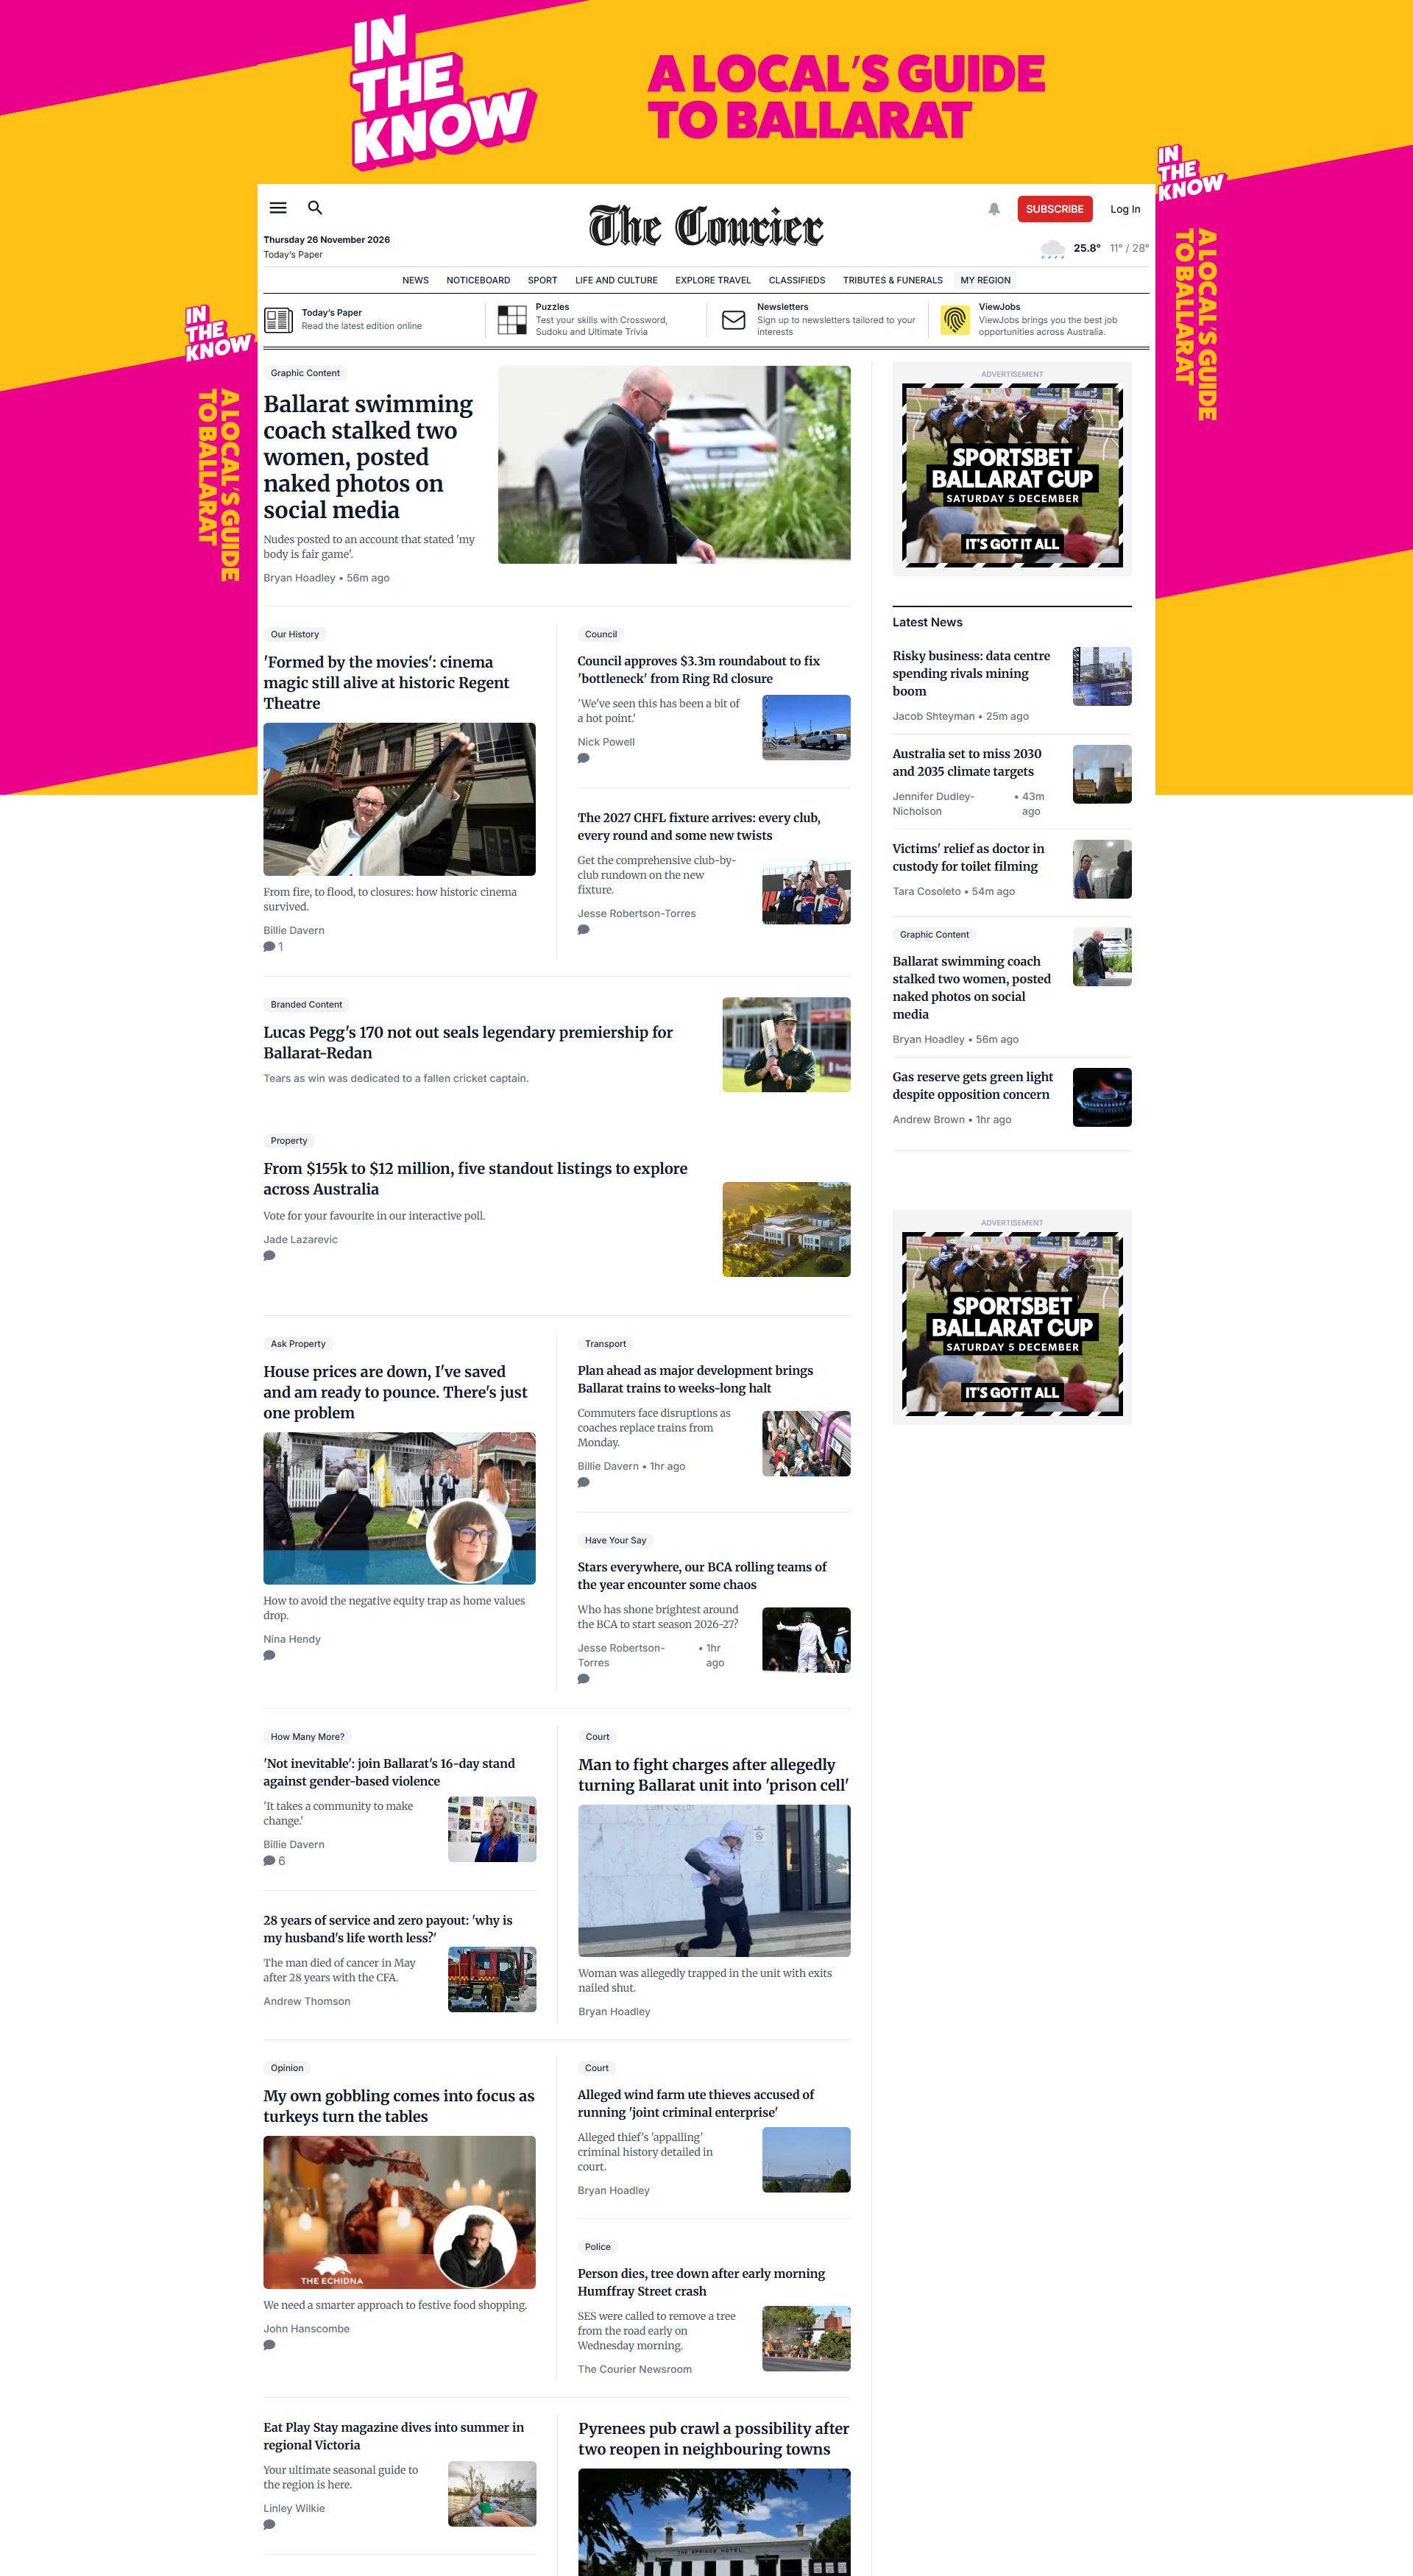 IN
THE
KNOW
A LOCAL'S GUIDE
TO BALLARAT
IN
THE
KNOW
A LOCAL'S GUIDE
TO BALLARAT
IN
THE
KNOW
A LOCAL'S GUIDE
TO BALLARAT
The Courier
SUBSCRIBE
Log In
Thursday 26 November 2026
Today's Paper
25.8° 11° / 28°
NEWS NOTICEBOARD SPORT LIFE AND CULTURE EXPLORE TRAVEL CLASSIFIEDS TRIBUTES & FUNERALS MY REGION
Today's Paper
Read the latest edition online
Puzzles
Test your skills with Crossword,
Sudoku and Ultimate Trivia
Newsletters
Sign up to newsletters tailored to your
interests
ViewJobs
ViewJobs brings you the best job
opportunities across Australia.
Graphic Content
Ballarat swimming
coach stalked two
women, posted
naked photos on
social media
Nudes posted to an account that stated 'my
body is fair game'.
Bryan Hoadley • 56m ago
Our History
'Formed by the movies': cinema
magic still alive at historic Regent
Theatre
From fire, to flood, to closures: how historic cinema
survived.
Billie Davern
1
Council
Council approves $3.3m roundabout to fix
'bottleneck' from Ring Rd closure
'We've seen this has been a bit of
a hot point.'
Nick Powell
The 2027 CHFL fixture arrives: every club,
every round and some new twists
Get the comprehensive club-by-
club rundown on the new
fixture.
Jesse Robertson-Torres
Branded Content
Lucas Pegg's 170 not out seals legendary premiership for
Ballarat-Redan
Tears as win was dedicated to a fallen cricket captain.
Property
From $155k to $12 million, five standout listings to explore
across Australia
Vote for your favourite in our interactive poll.
Jade Lazarevic
Ask Property
House prices are down, I've saved
and am ready to pounce. There's just
one problem
How to avoid the negative equity trap as home values
drop.
Nina Hendy
Transport
Plan ahead as major development brings
Ballarat trains to weeks-long halt
Commuters face disruptions as
coaches replace trains from
Monday.
Billie Davern • 1hr ago
Have Your Say
Stars everywhere, our BCA rolling teams of
the year encounter some chaos
Who has shone brightest around
the BCA to start season 2026-27?
Jesse Robertson-
Torres
• 1hr
ago
How Many More?
'Not inevitable': join Ballarat's 16-day stand
against gender-based violence
'It takes a community to make
change.'
Billie Davern
6
28 years of service and zero payout: 'why is
my husband's life worth less?'
The man died of cancer in May
after 28 years with the CFA.
Andrew Thomson
Court
Man to fight charges after allegedly
turning Ballarat unit into 'prison cell'
Woman was allegedly trapped in the unit with exits
nailed shut.
Bryan Hoadley
Opinion
My own gobbling comes into focus as
turkeys turn the tables
THE ECHIDNA
We need a smarter approach to festive food shopping.
John Hanscombe
Court
Alleged wind farm ute thieves accused of
running 'joint criminal enterprise'
Alleged thief's 'appalling'
criminal history detailed in
court.
Bryan Hoadley
Police
Person dies, tree down after early morning
Humffray Street crash
SES were called to remove a tree
from the road early on
Wednesday morning.
The Courier Newsroom
Eat Play Stay magazine dives into summer in
regional Victoria
Your ultimate seasonal guide to
the region is here.
Linley Wilkie
Pyrenees pub crawl a possibility after
two reopen in neighbouring towns
ADVERTISEMENT
SPORTSBET
BALLARAT CUP
SATURDAY 5 DECEMBER
IT'S GOT IT ALL
Latest News
Risky business: data centre
spending rivals mining
boom
Jacob Shteyman • 25m ago
Australia set to miss 2030
and 2035 climate targets
Jennifer Dudley-
Nicholson
• 43m
ago
Victims' relief as doctor in
custody for toilet filming
Tara Cosoleto • 54m ago
Graphic Content
Ballarat swimming coach
stalked two women, posted
naked photos on social
media
Bryan Hoadley • 56m ago
Gas reserve gets green light
despite opposition concern
Andrew Brown • 1hr ago
ADVERTISEMENT
SPORTSBET
BALLARAT CUP
SATURDAY 5 DECEMBER
IT'S GOT IT ALL